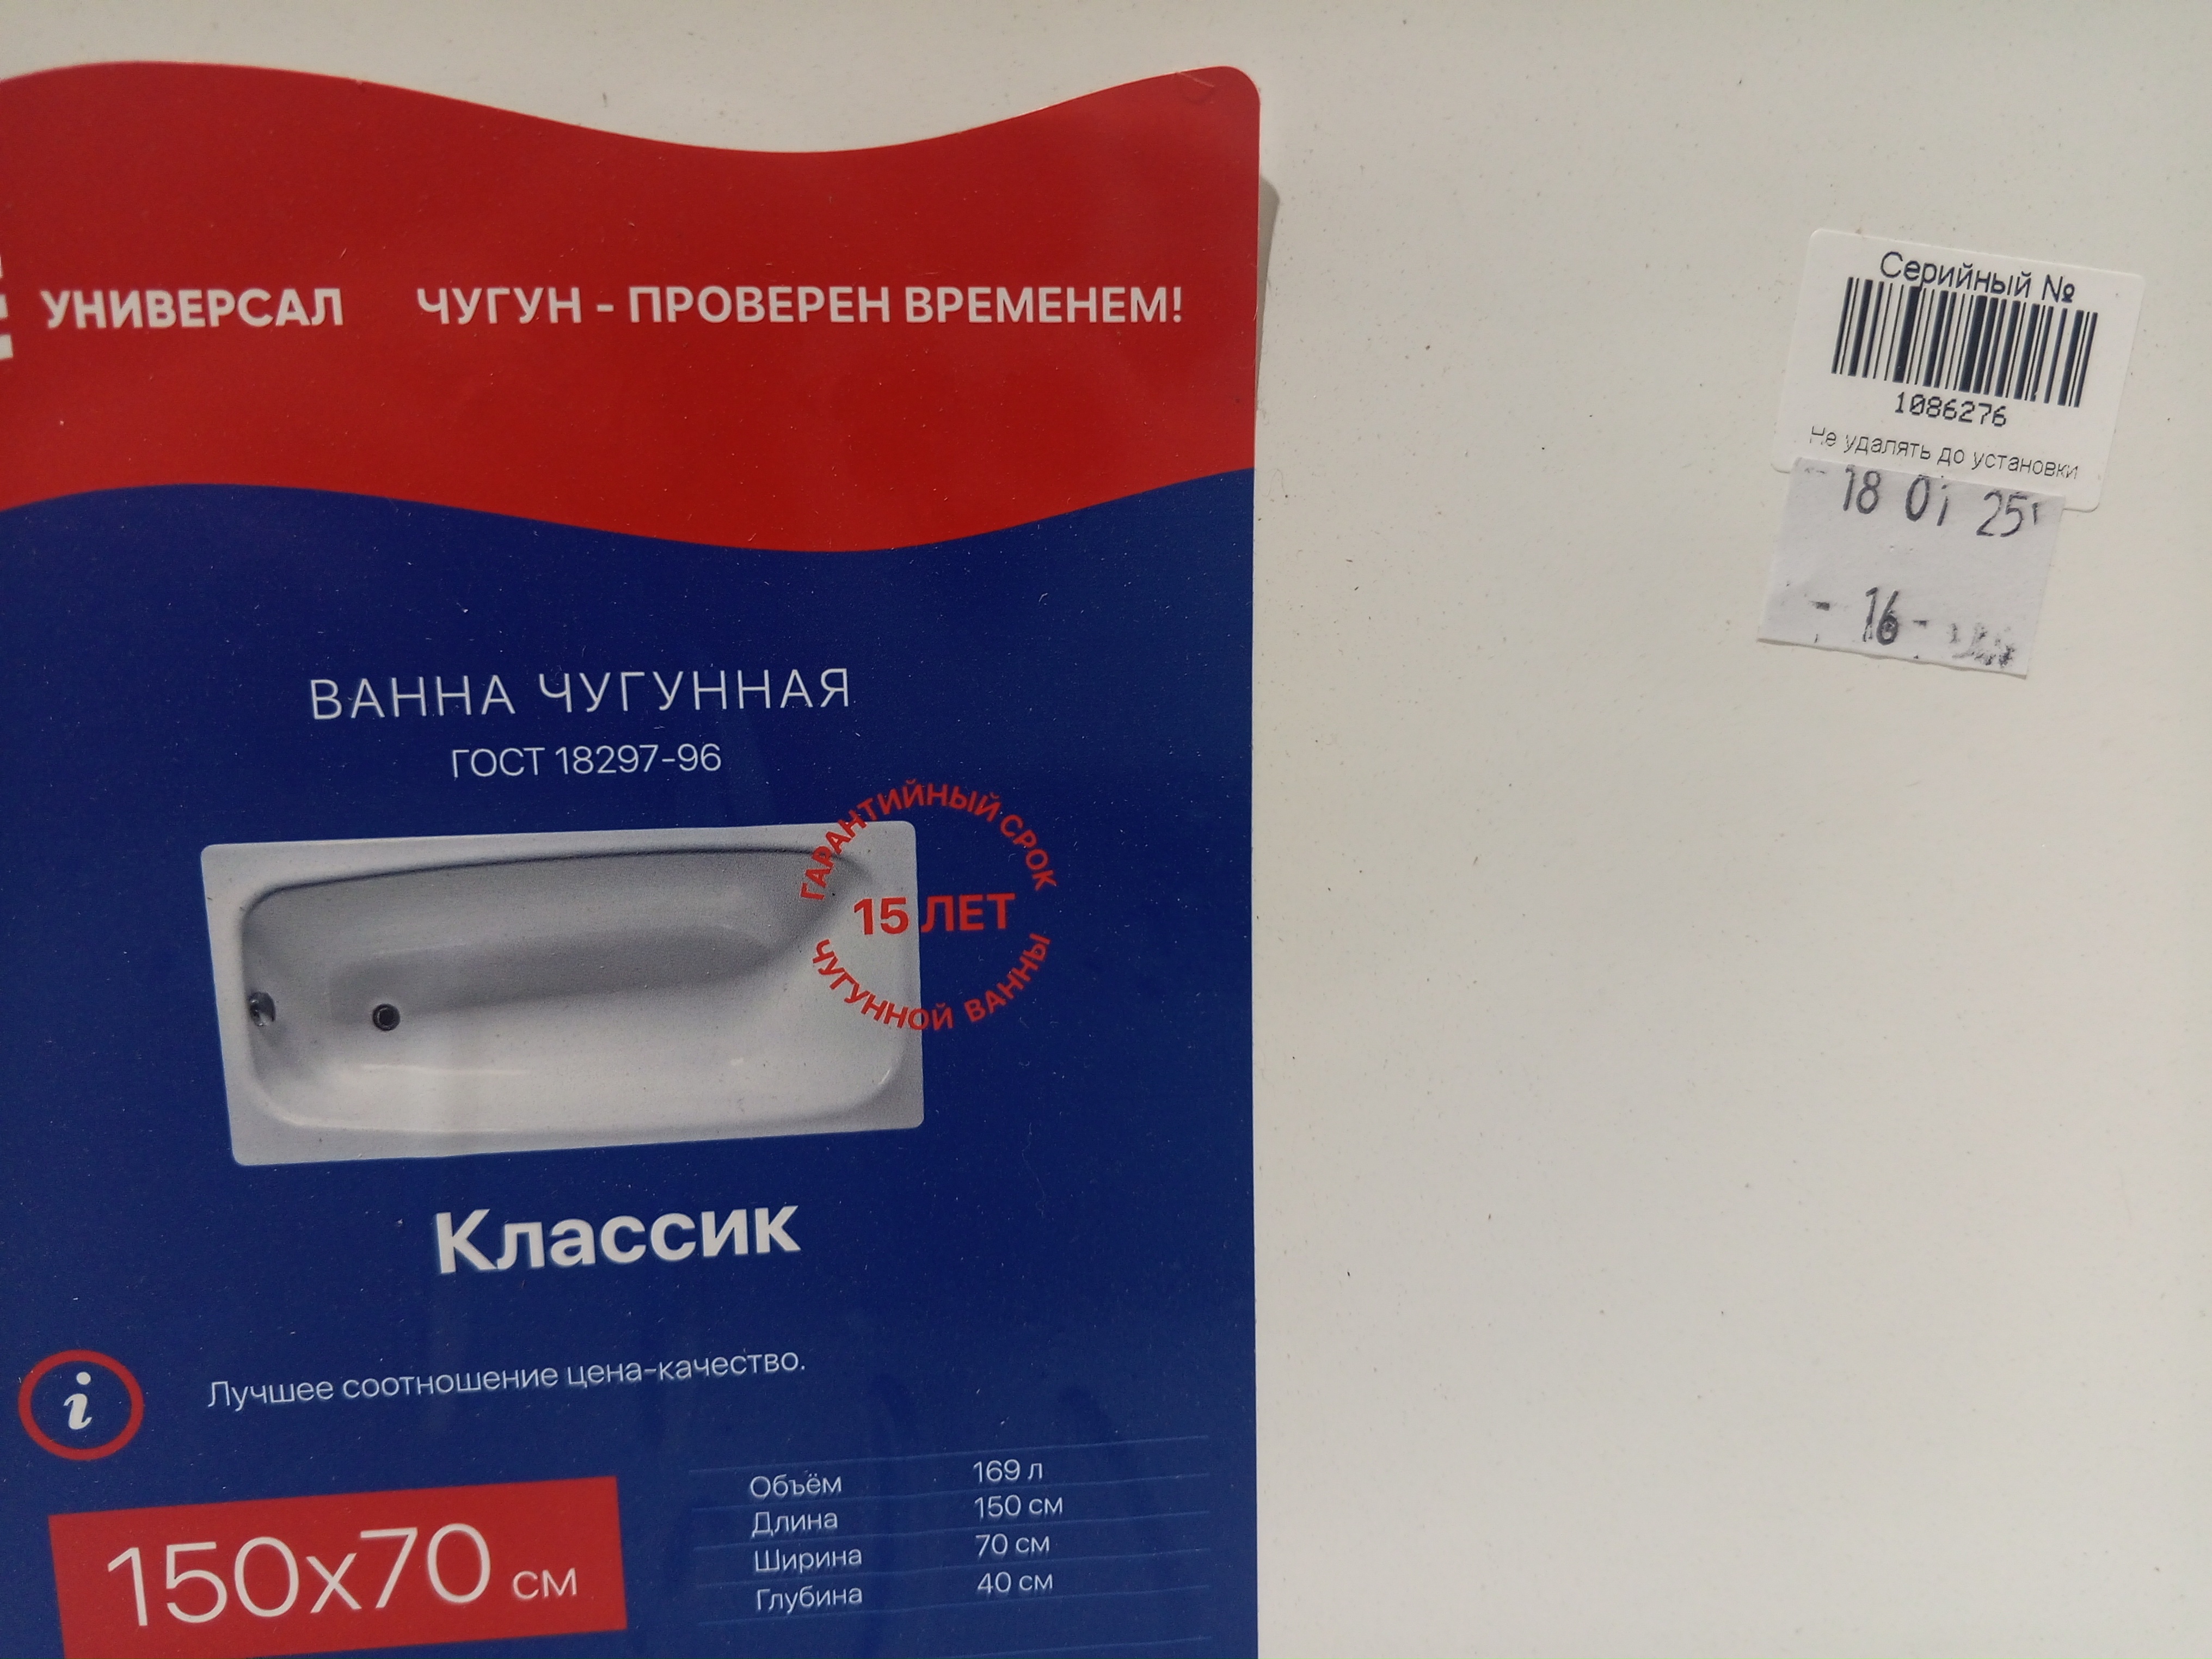 УНИВЕРСАЛ ЧУГУН - ПРОВЕРЕН ВРЕМЕНЕМ!
ВАННА ЧУГУННАЯ
ГОСТ 18297-96
ГАРАНТИЙНЫЙ СРОК
15 ЛЕТ
ЧУГУННОЙ ВАННЫ
Классик
i Лучшее соотношение цена-качество.
150x70 см
Объём 169 л
Длина 150 см
Ширина 70 см
Глубина 40 см
Серийный №
1086276
Не удалять до установки
18 01 25г
- 16 -